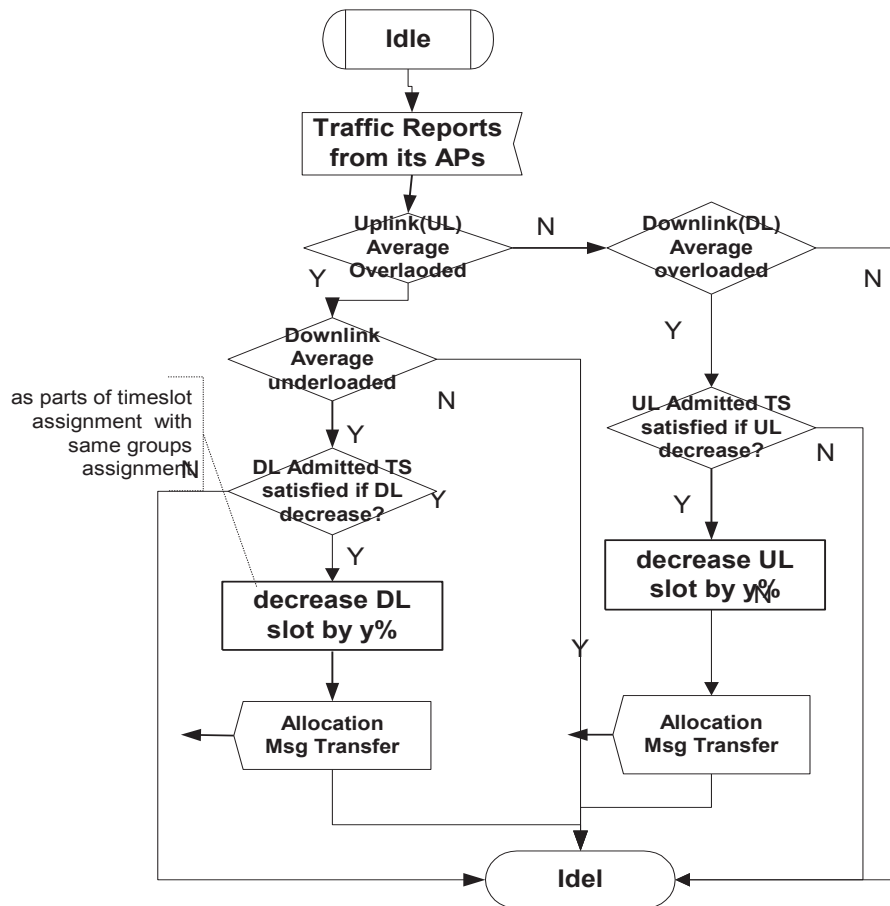 Idle
Traffic Reports
from its APs
Uplink(UL)
Average
Overlaoded
N
Downlink(DL)
Average
overloaded
N
Y
Y
Downlink
Average
underloaded
N
as parts of timeslot
assignment with
same groups
assignment
N
Y
UL Admitted TS
satisfied if UL
decrease?
N
DL Admitted TS
satisfied if DL
decrease?
Y
Y
Y
decrease DL
slot by y%
decrease UL
slot by y%
N
Y
Allocation
Msg Transfer
Allocation
Msg Transfer
Idel